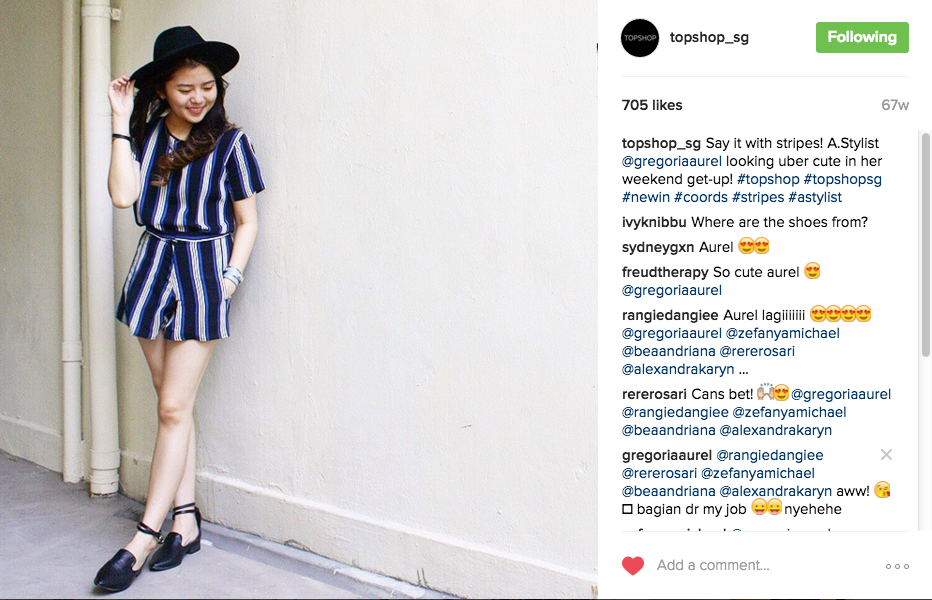 TOPSHOP
topshop_sg
Following
705 likes
67w
topshop_sg Say it with stripes! A.Stylist
@gregoriaaurel looking uber cute in her
weekend get-up! #topshop #topshopsg
#newin #coords #stripes #astylist
ivyknibbu Where are the shoes from?
sydneygxn Aurel 😍😍
freudtherapy So cute aurel 😍
@gregoriaaurel
rangiedangiee Aurel lagiiiiiii 😍😍😍😍
@gregoriaaurel @zefanyamichael
@beaandriana @rererosari
@alexandrakaryn ...
rererosari Cans bet! 🙌🏼😍@gregoriaaurel
@rangiedangiee @zefanyamichael
@beaandriana @alexandrakaryn
gregoriaaurel @rangiedangiee
@rererosari @zefanyamichael
@beaandriana @alexandrakaryn aww! 😘
bagian dr my job 😛😛 nyehehe
Add a comment...